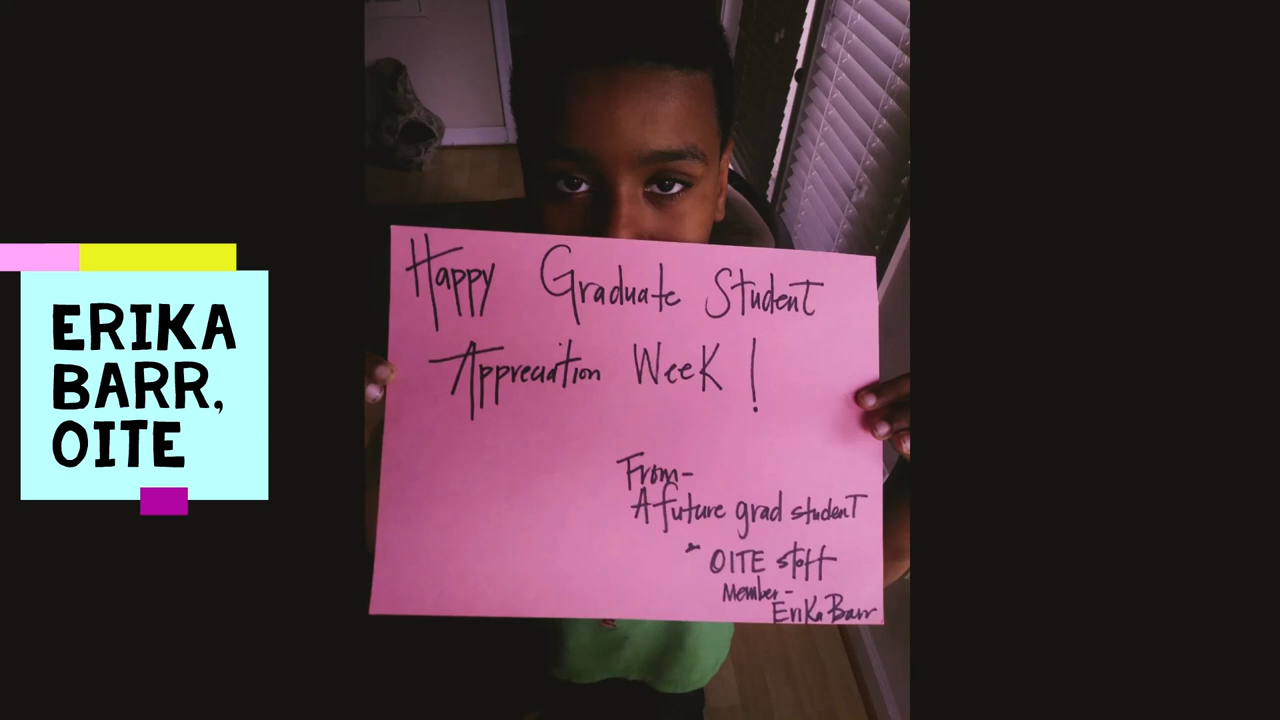 ERIKA
BARR,
OITE
Happy Graduate Student
Appreciation Week!
From-
A future grad student
OITE staff
Member-
Erika Barr